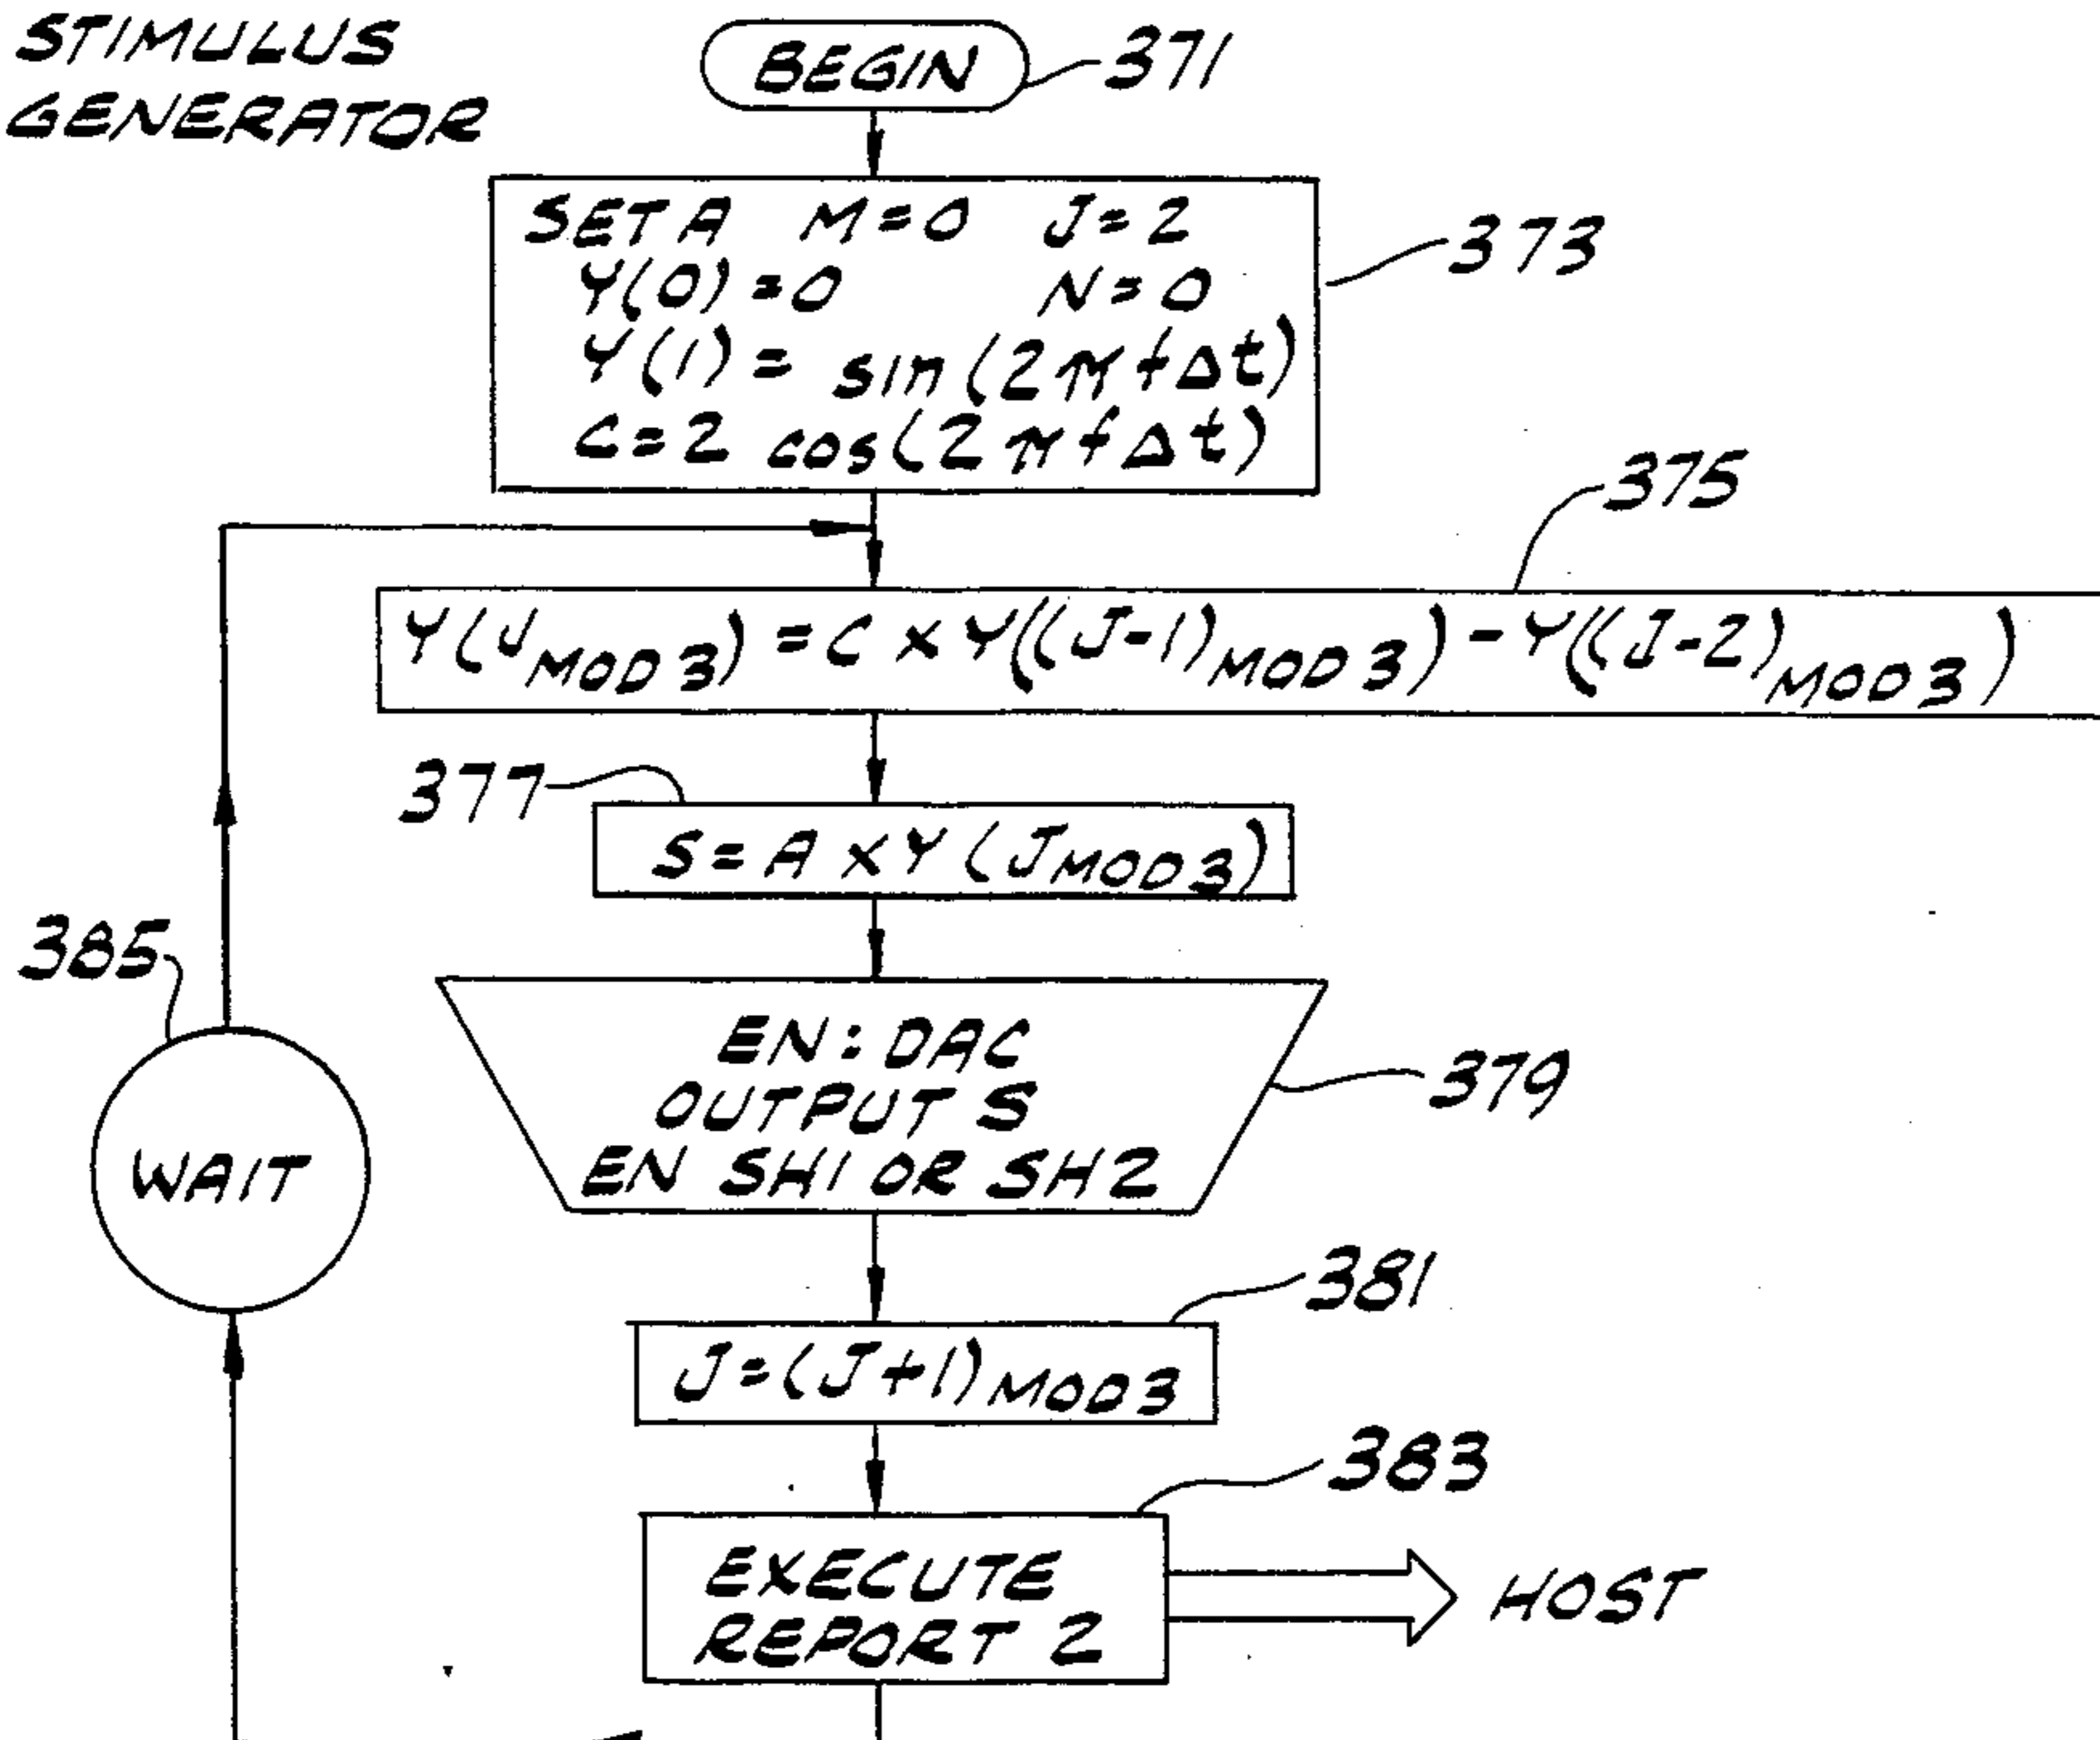 STIMULUS
GENERATOR
BEGIN
371
SET A M=0 J=2
Y(0)=0 N=0
Y(1)= sin(2πfΔt)
C=2 cos(2πfΔt)
373
375
Y(J MOD 3) = C × Y((J-1) MOD 3) - Y((J-2) MOD 3)
377
S=A × Y(J MOD 3)
385
WAIT
EN: DAC
OUTPUT S
EN SH1 OR SH2
379
381
J=(J+1) MOD 3
383
EXECUTE
REPORT 2
HOST